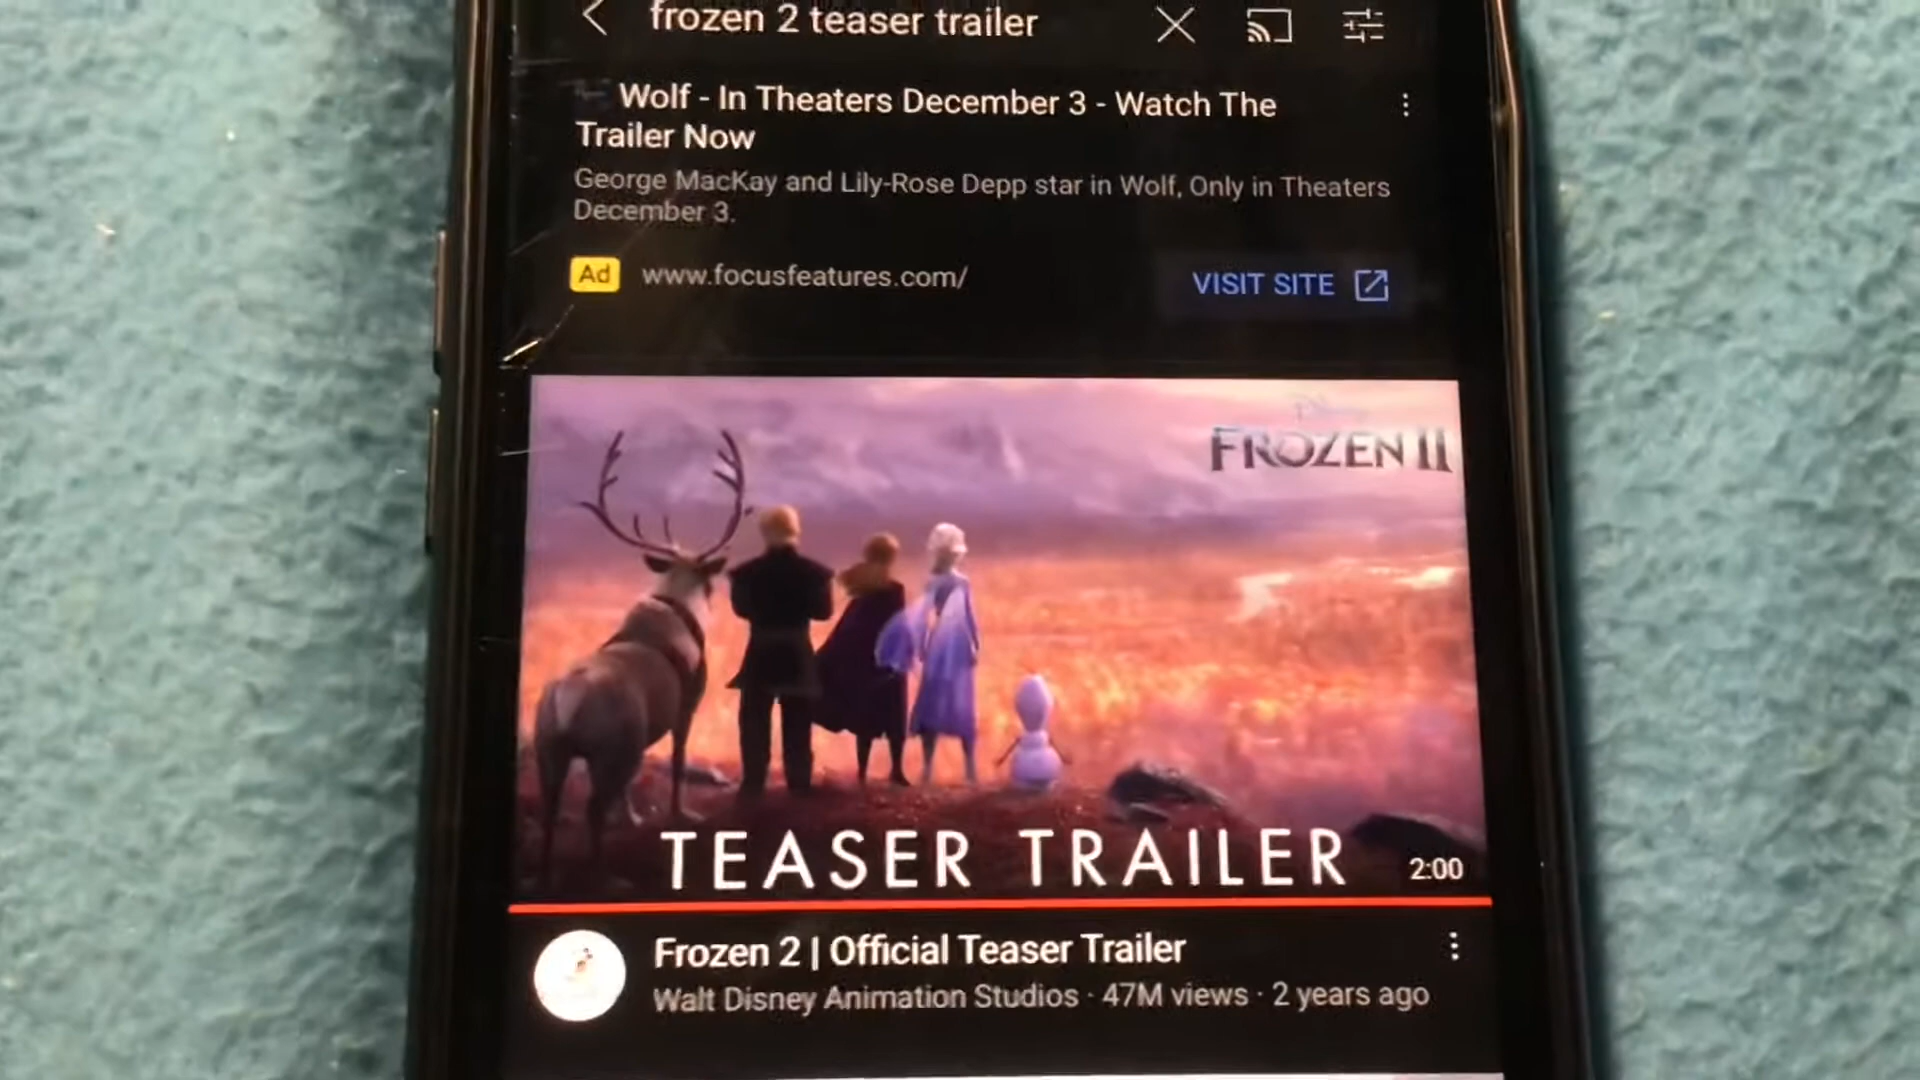 frozen 2 teaser trailer
Wolf - In Theaters December 3 - Watch The
Trailer Now
George MacKay and Lily-Rose Depp star in Wolf, Only in Theaters
December 3.
Ad www.focusfeatures.com/ VISIT SITE
Disney
FROZEN II
TEASER TRAILER 2:00
Frozen 2 | Official Teaser Trailer
Walt Disney Animation Studios · 47M views · 2 years ago